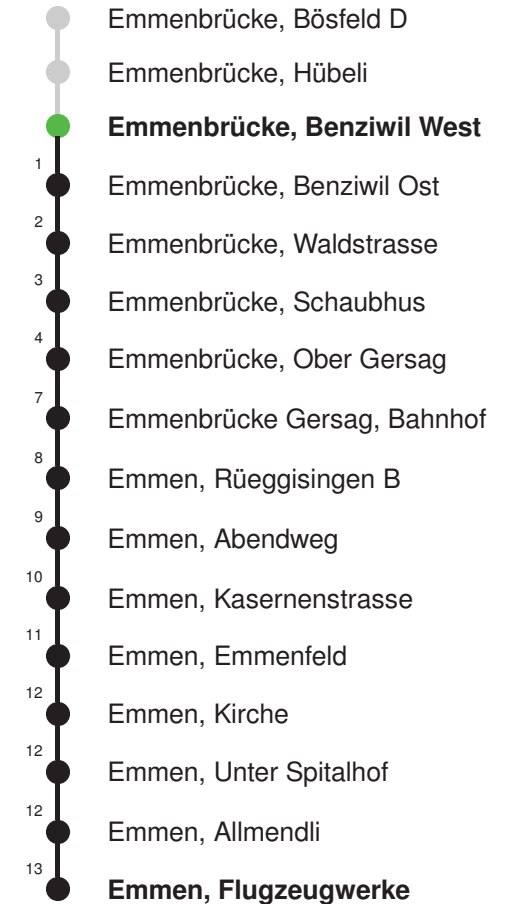 Emmenbrücke, Bösfeld D
Emmenbrücke, Hübeli
Emmenbrücke, Benziwil West
1 Emmenbrücke, Benziwil Ost
2 Emmenbrücke, Waldstrasse
3 Emmenbrücke, Schaubhus
4 Emmenbrücke, Ober Gersag
7 Emmenbrücke Gersag, Bahnhof
8 Emmen, Rüeggisingen B
9 Emmen, Abendweg
10 Emmen, Kasernenstrasse
11 Emmen, Emmenfeld
12 Emmen, Kirche
12 Emmen, Unter Spitalhof
12 Emmen, Allmendli
13 Emmen, Flugzeugwerke